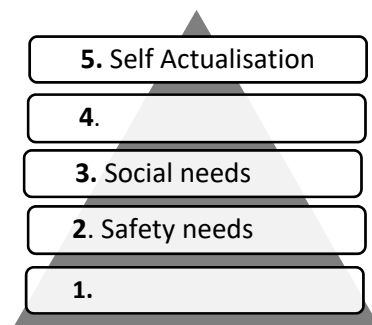 5. Self Actualisation
4.
3. Social needs
2. Safety needs
1.